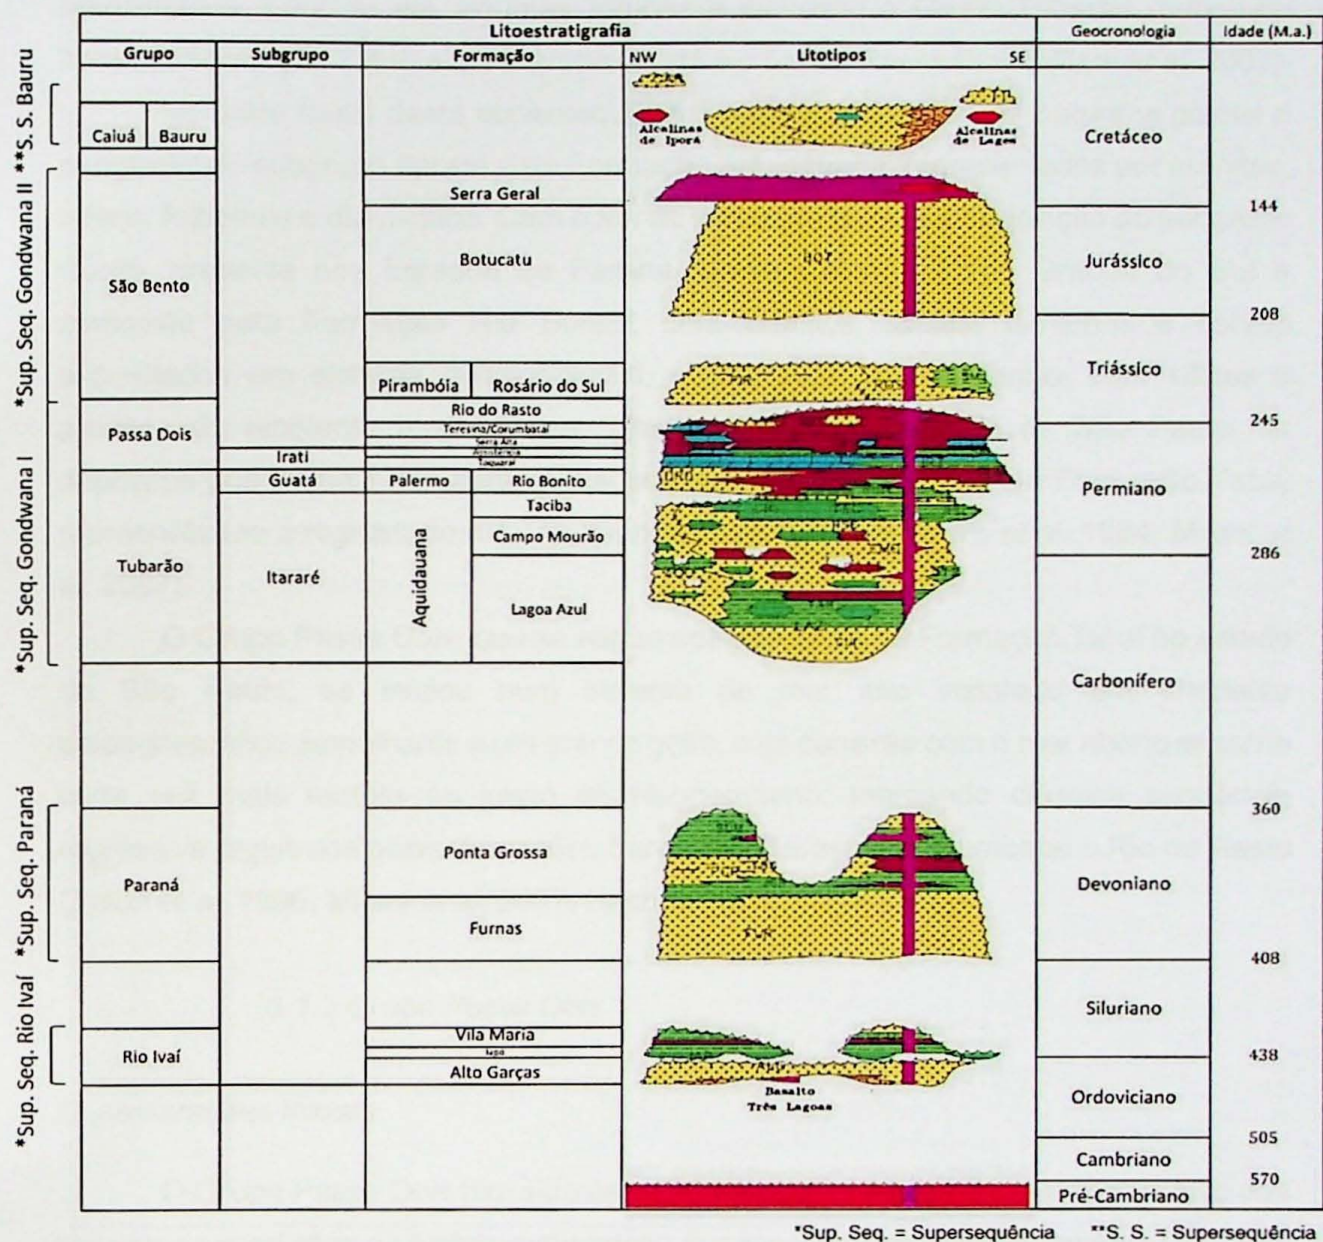 Litoestratigrafia Geocronologia Idade (M.a.)
Grupo Subgrupo Formação NW Litotipos SE
**S. S. Bauru
Caiuá Bauru
Alcalinas de Iporá
Alcalinas de Lages
Cretáceo
*Sup. Seq. Gondwana II
Serra Geral
144
Botucatu
Jurássico
São Bento
208
Triássico
Pirambóia Rosário do Sul
*Sup. Seq. Gondwana I
Rio do Rasto
245
Passa Dois
Teresina/Corumbataí
Serra Alta
Irati
Assistência
Taquaral
Guatá Palermo Rio Bonito
Permiano
Taciba
Campo Mourão
286
Tubarão Itararé
Aquidauana
Lagoa Azul
Carbonífero
*Sup. Seq. Paraná
360
Ponta Grossa
Paraná
Devoniano
Furnas
FUR
408
Siluriano
*Sup. Seq. Rio Ivaí
Vila Maria
Rio Ivaí
Iapó
438
Alto Garças
Basalto
Três Lagoas
Ordoviciano
505
Cambriano
570
Pré-Cambriano
*Sup. Seq. = Supersequência **S. S. = Supersequência